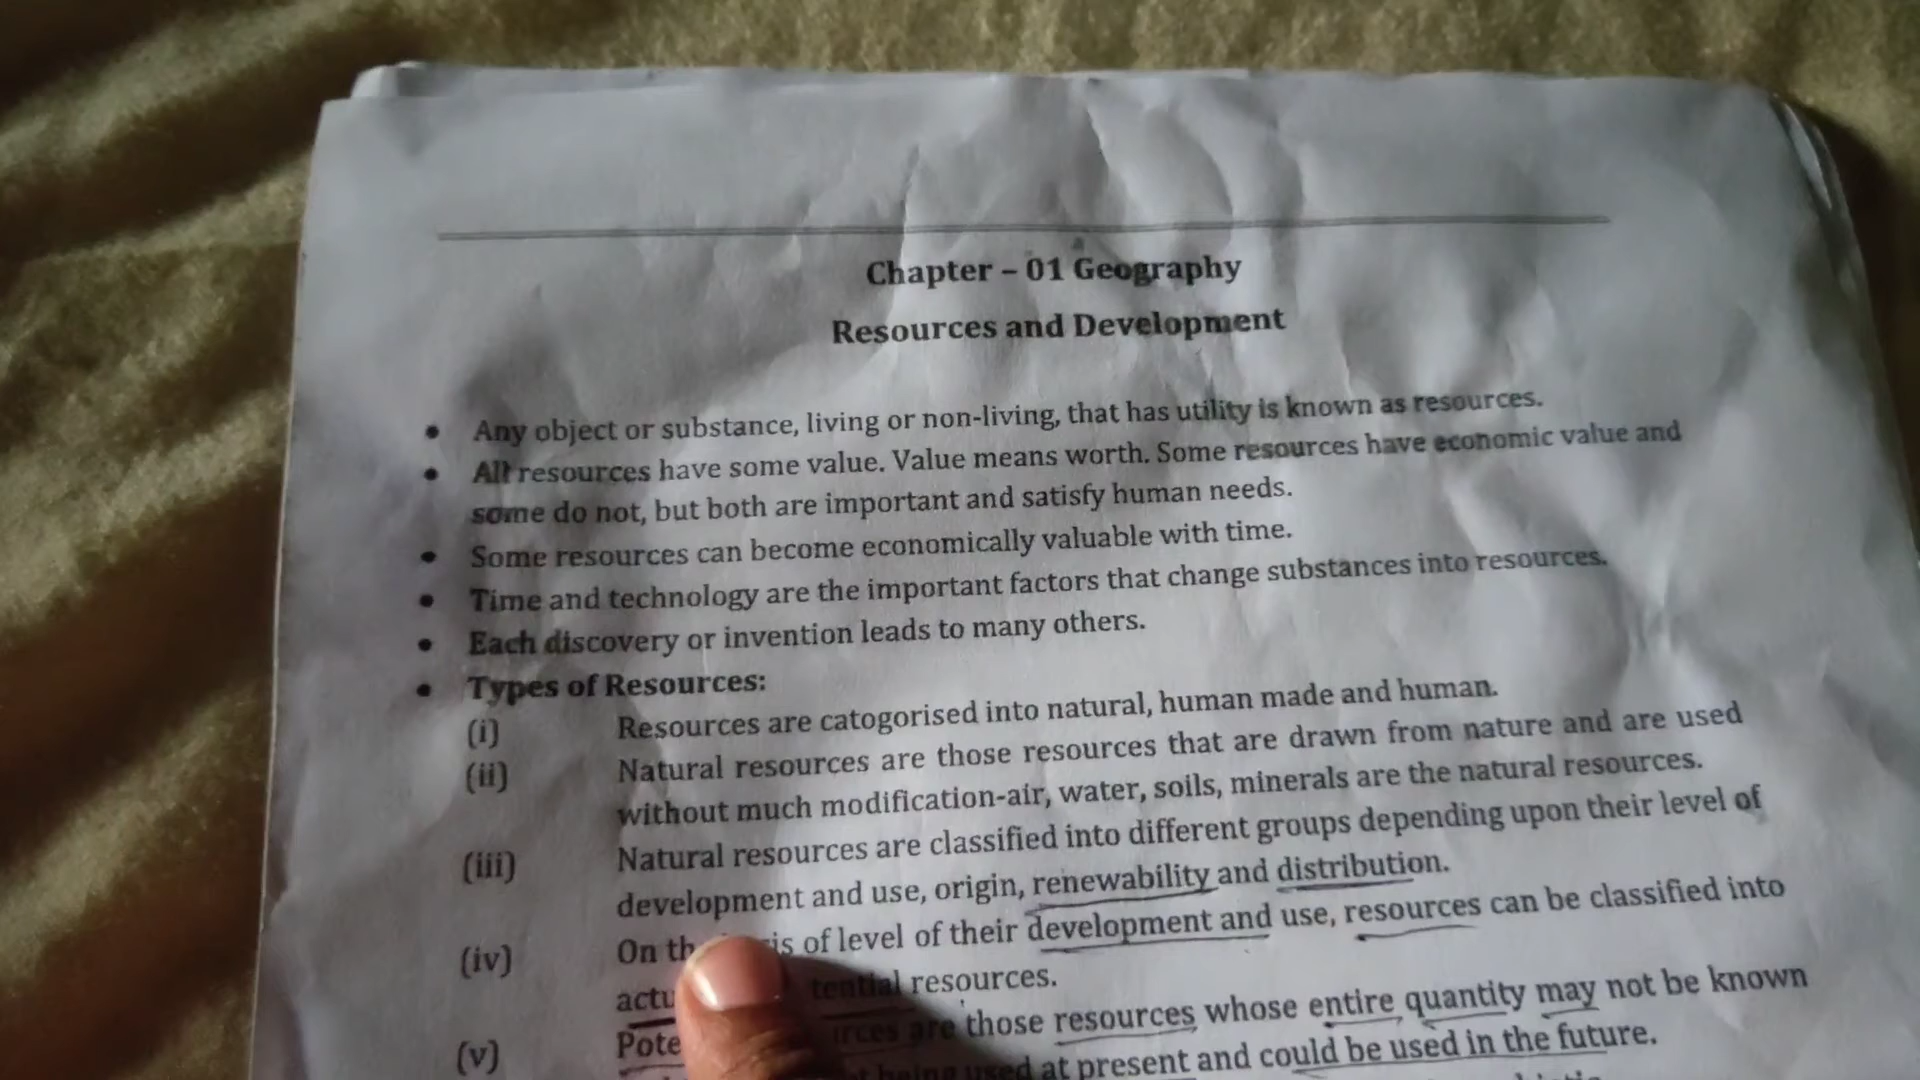 Chapter – 01 Geography
Resources and Development
• Any object or substance, living or non-living, that has utility is known as resources.
• All resources have some value. Value means worth. Some resources have economic value and
some do not, but both are important and satisfy human needs.
• Some resources can become economically valuable with time.
• Time and technology are the important factors that change substances into resources.
• Each discovery or invention leads to many others.
• Types of Resources:
(i) Resources are catogorised into natural, human made and human.
(ii) Natural resources are those resources that are drawn from nature and are used
without much modification-air, water, soils, minerals are the natural resources.
(iii) Natural resources are classified into different groups depending upon their level of
development and use, origin, renewability and distribution.
(iv) On of level of their development and use, resources can be classified into
resources.
(v) are those resources whose entire quantity may not be known
being used at present and could be used in the future.